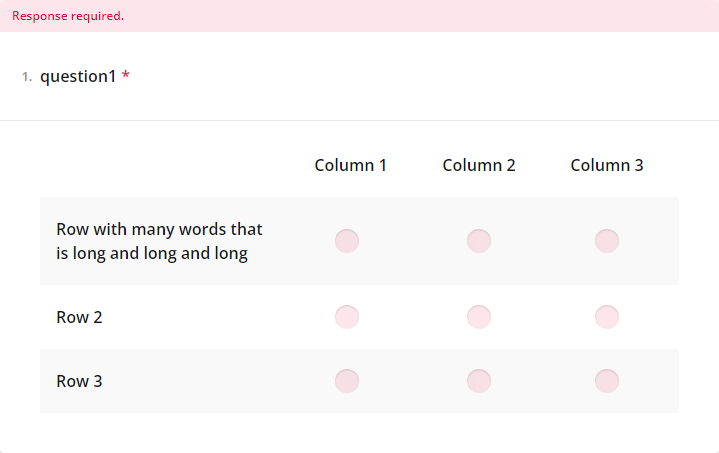 Response required.
1. question1 *
Column 1 Column 2 Column 3
Row with many words that
is long and long and long
Row 2
Row 3